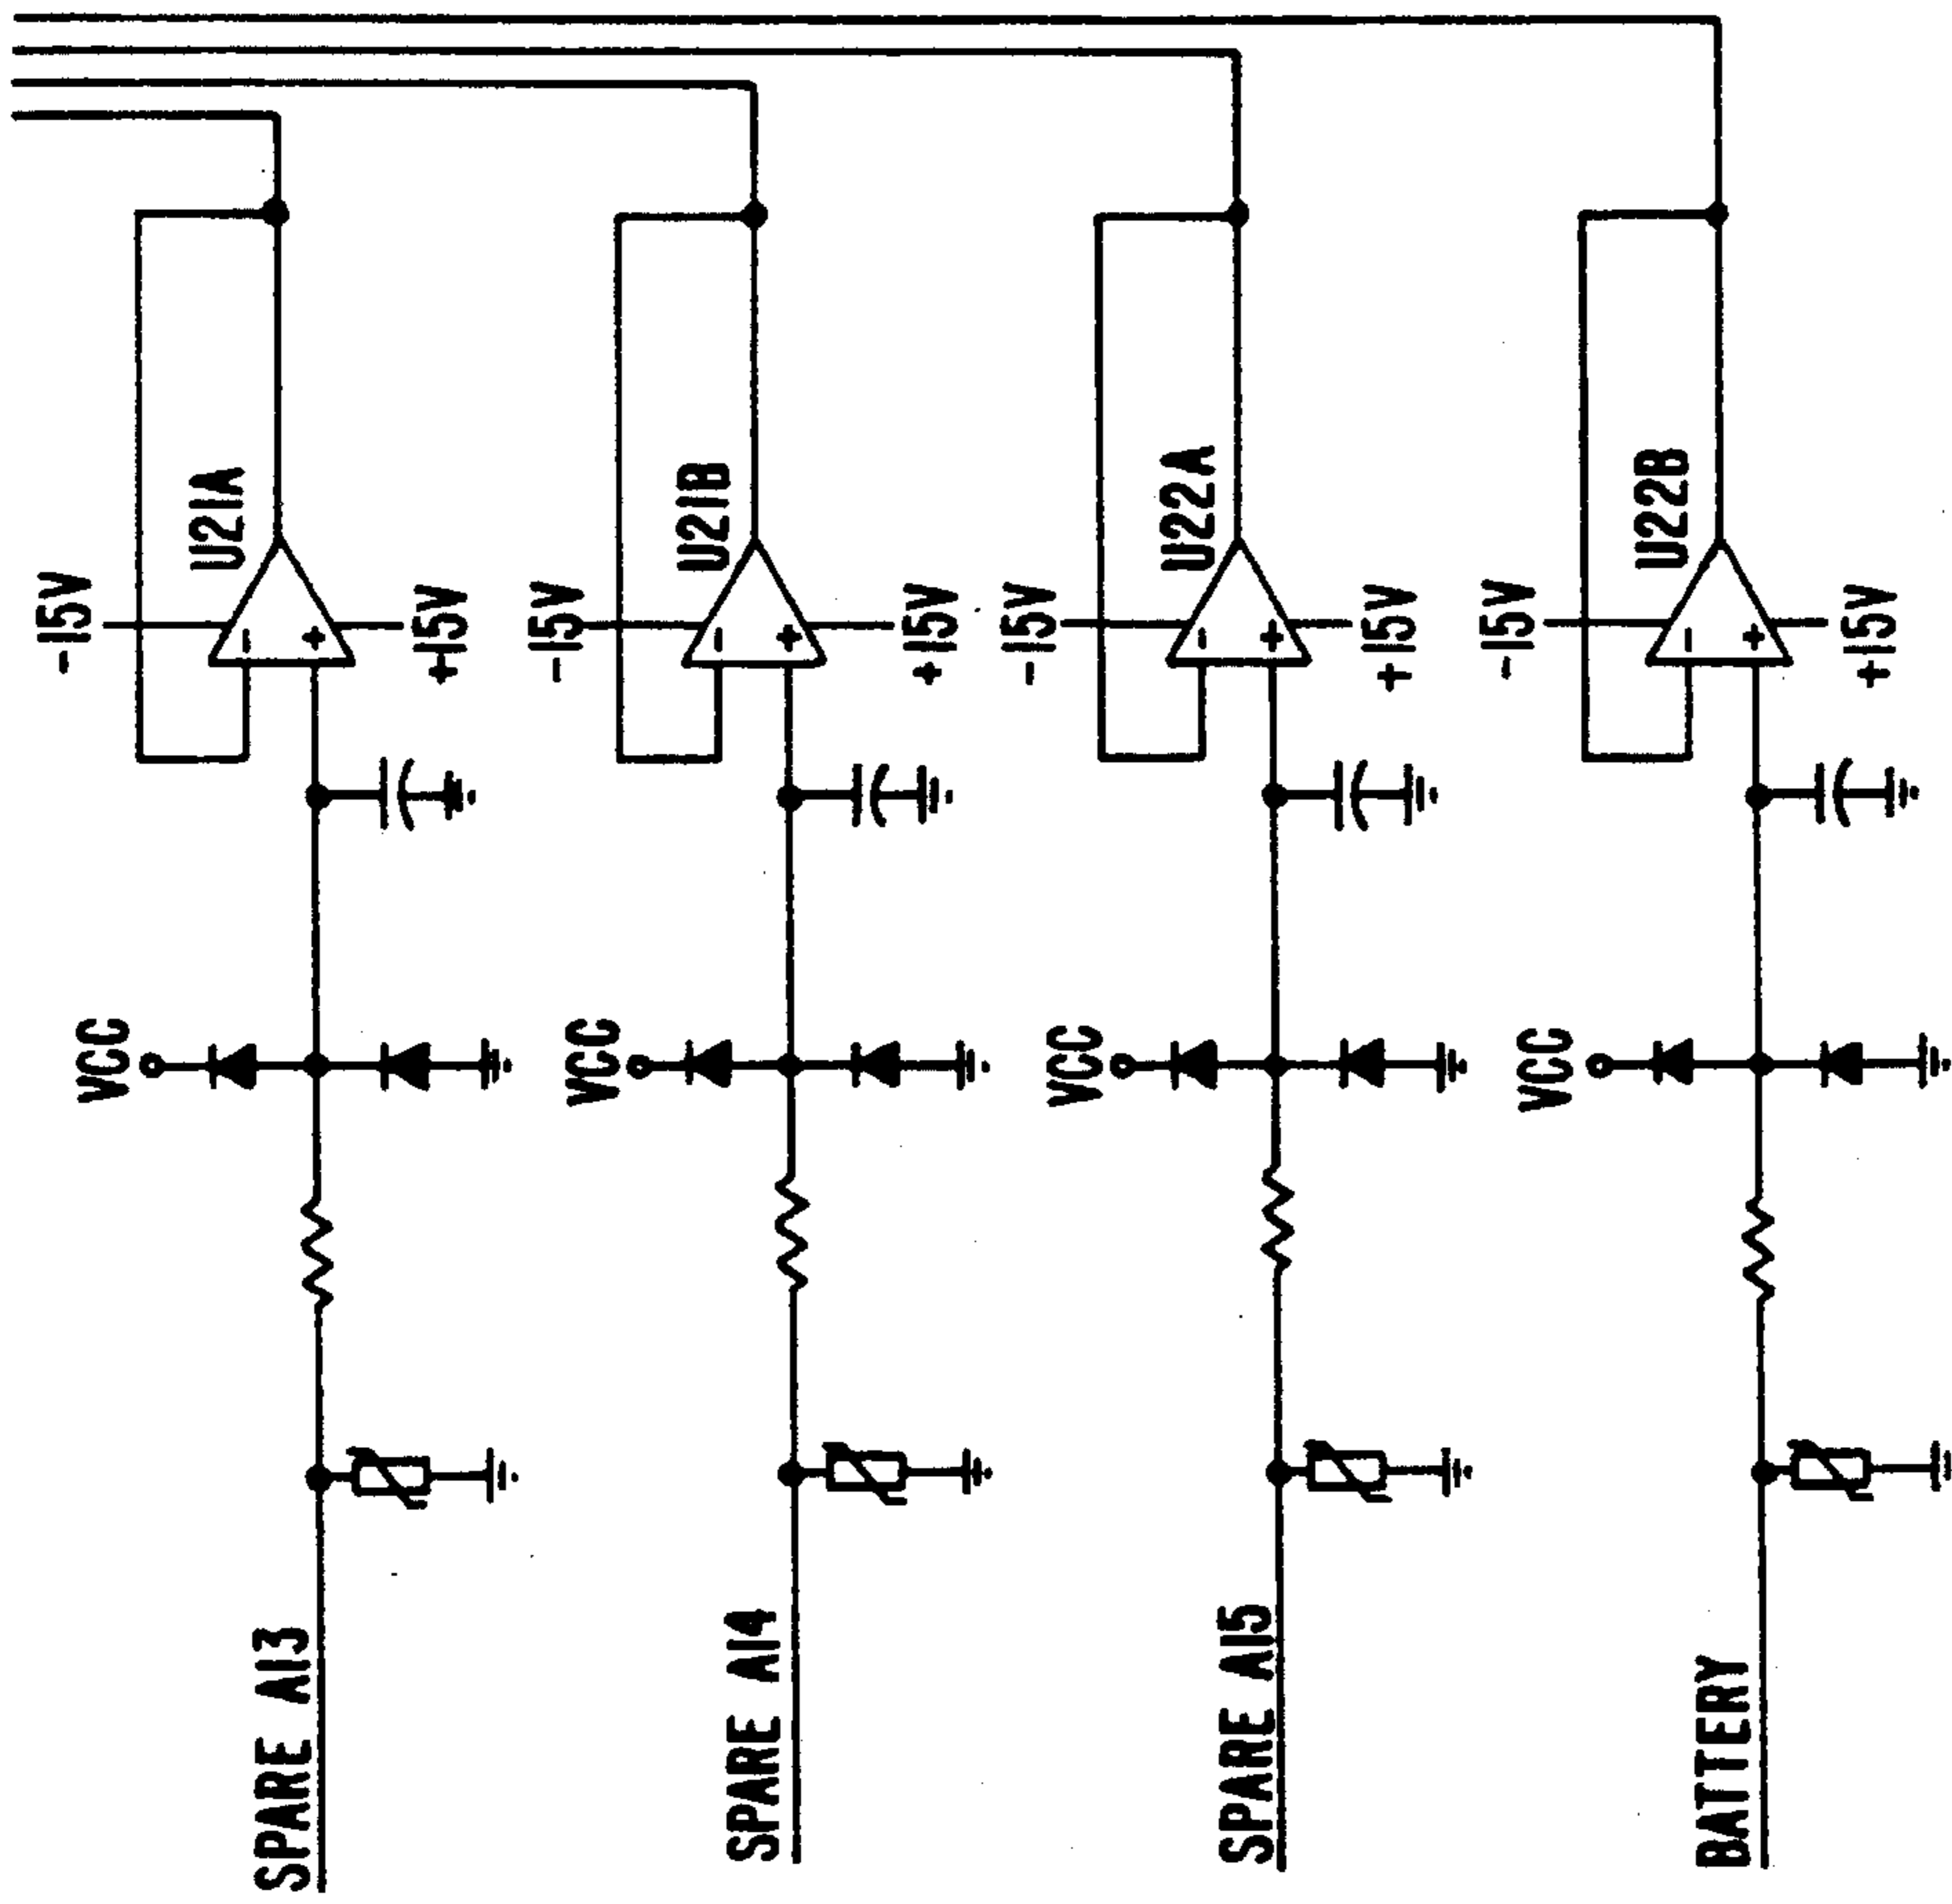 -15V
U21A
+15V
VCC
SPARE AI3
-15V
U21B
+15V
VCC
SPARE AI4
-15V
U22A
+15V
VCC
SPARE AI5
-15V
U22B
+15V
VCC
BATTERY